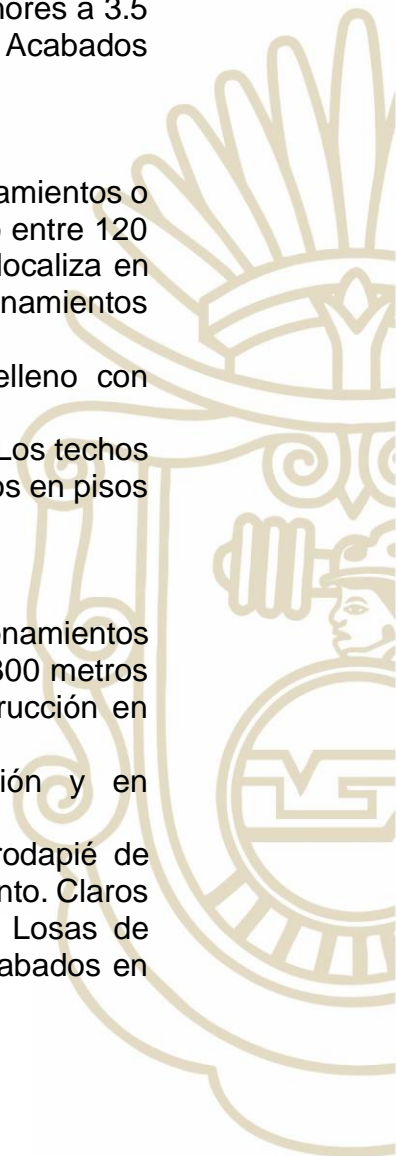 nores a 3.5
Acabados
amientos o
entre 120
localiza en
onamientos
elleno con
Los techos
os en pisos
onamientos
300 metros
rucción en
ión y en
rodapié de
nto. Claros
Losas de
abados en